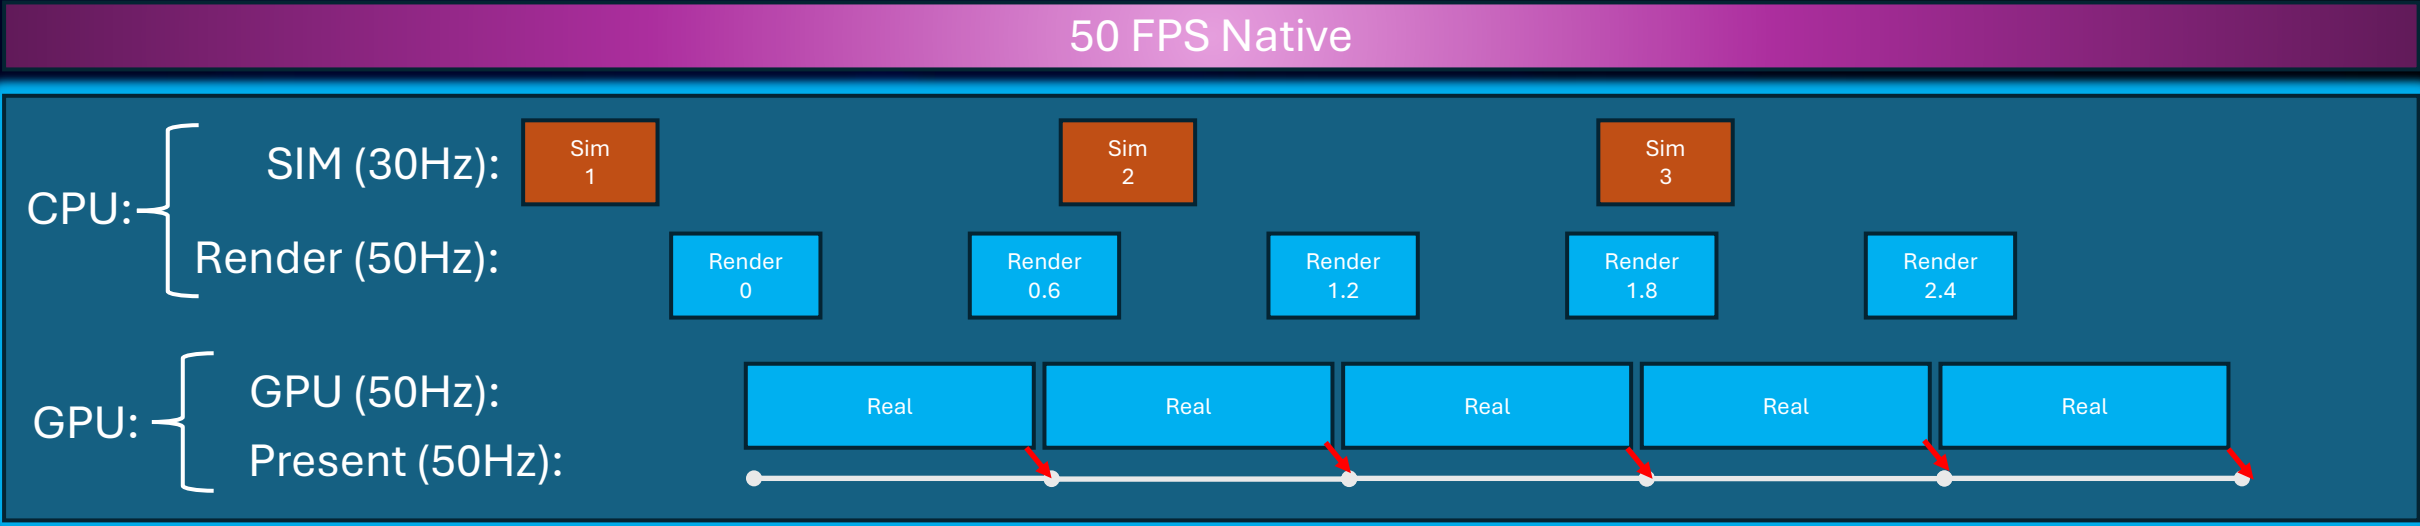 50 FPS Native
CPU:
SIM (30Hz):
Sim
1
Sim
2
Sim
3
Render (50Hz):
Render
0
Render
0.6
Render
1.2
Render
1.8
Render
2.4
GPU:
GPU (50Hz):
Real
Real
Real
Real
Real
Present (50Hz):